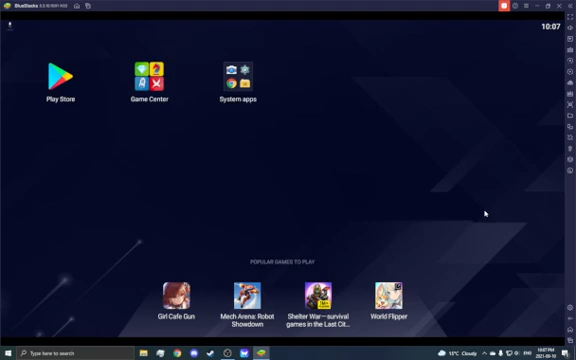 BlueStacks
10:07
Play Store
Game Center
System apps
POPULAR GAMES TO PLAY
Girl Cafe Gun
Mech Arena: Robot
Showdown
Shelter War—survival
games in the Last Cit...
World Flipper
Type here to search
15°C Cloudy
10:07 PM
2021-09-10